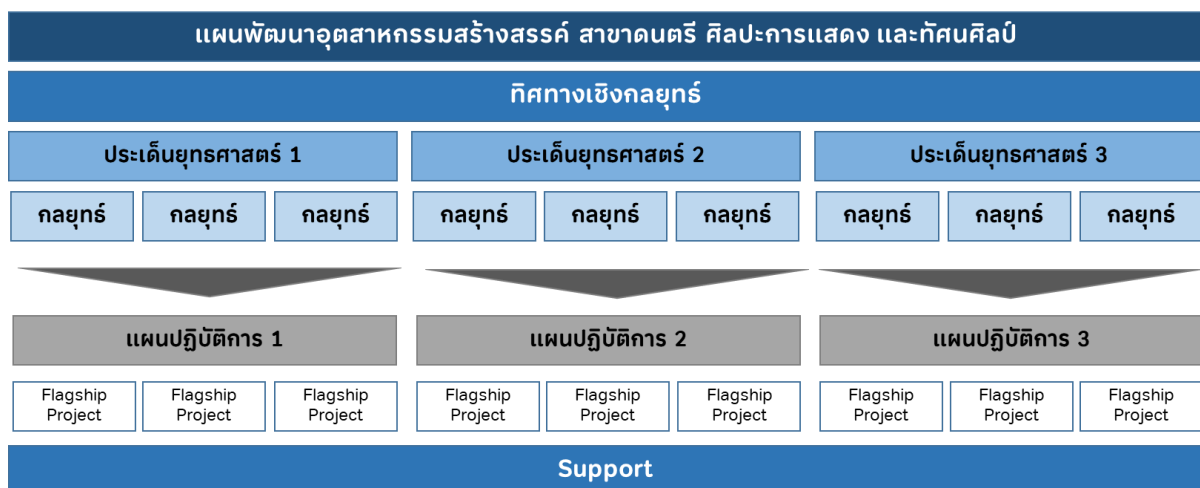 แผนพัฒนาอุตสาหกรรมสร้างสรรค์ สาขาดนตรี ศิลปะการแสดง และทัศนศิลป์
ทิศทางเชิงกลยุทธ์
ประเด็นยุทธศาสตร์ 1
ประเด็นยุทธศาสตร์ 2
ประเด็นยุทธศาสตร์ 3
กลยุทธ์
กลยุทธ์
กลยุทธ์
กลยุทธ์
กลยุทธ์
กลยุทธ์
กลยุทธ์
กลยุทธ์
กลยุทธ์
แผนปฏิบัติการ 1
แผนปฏิบัติการ 2
แผนปฏิบัติการ 3
Flagship
Project
Flagship
Project
Flagship
Project
Flagship
Project
Flagship
Project
Flagship
Project
Flagship
Project
Flagship
Project
Flagship
Project
Support